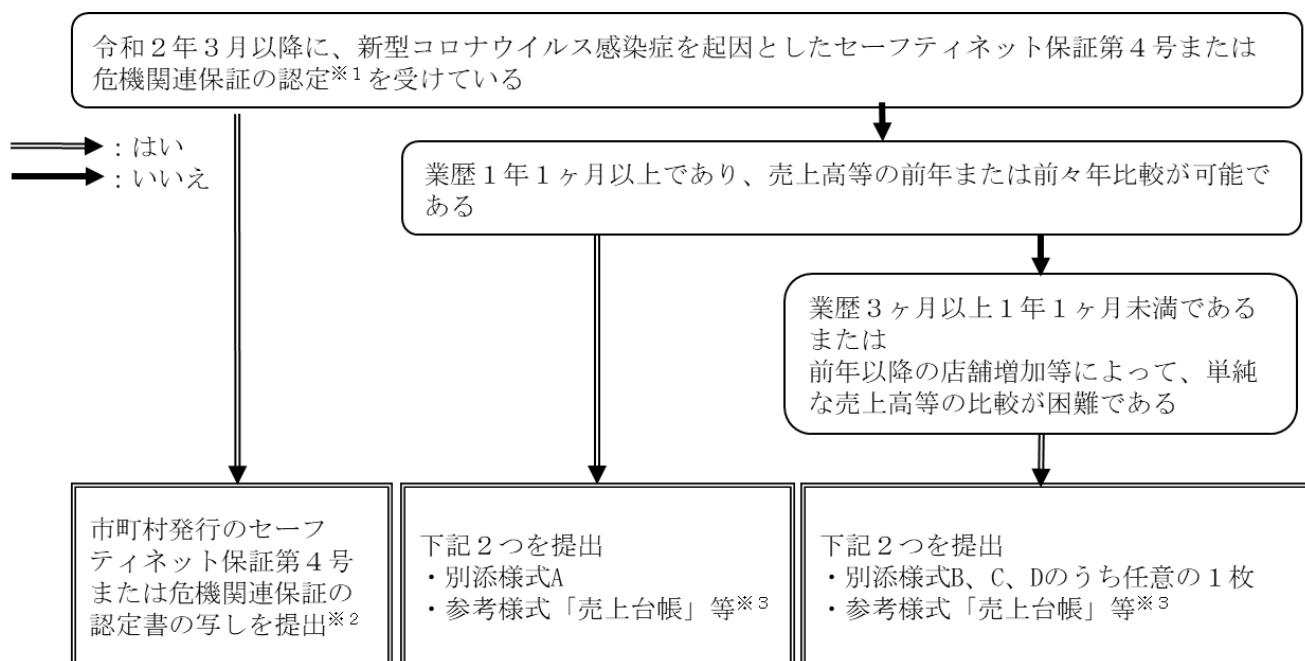 令和２年３月以降に、新型コロナウイルス感染症を起因としたセーフティネット保証第４号または
危機関連保証の認定※１を受けている
：はい
：いいえ
業歴１年１ヶ月以上であり、売上高等の前年または前々年比較が可能で
ある
業歴３ヶ月以上１年１ヶ月未満である
または
前年以降の店舗増加等によって、単純
な売上高等の比較が困難である
市町村発行のセーフ
ティネット保証第４号
または危機関連保証の
認定書の写しを提出※２
下記２つを提出
・別添様式A
・参考様式「売上台帳」等※３
下記２つを提出
・別添様式B、C、Dのうち任意の１枚
・参考様式「売上台帳」等※３